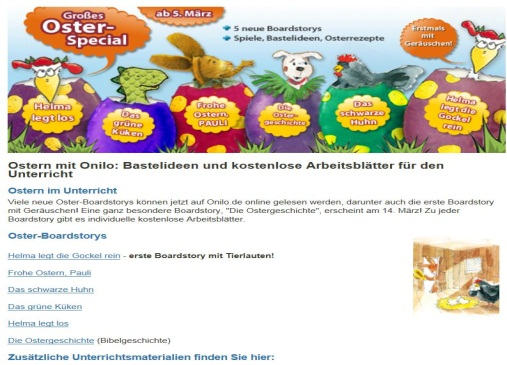 Großes
Oster-
Special
ab 5. März
5 neue Boardstorys
Spiele, Bastelideen, Osterrezepte
Erstmals
mit
Geräuschen!
Helma
legt los
Das
grüne
Küken
Frohe
Ostern
PAULI
Die
Oster-
geschichte
Das
schwarze
Huhn
Helma
legt die
Gockel
rein
Ostern mit Onilo: Bastelideen und kostenlose Arbeitsblätter für den
Unterricht
Ostern im Unterricht
Viele neue Oster-Boardstorys können jetzt auf Onilo.de online gelesen werden, darunter auch die erste Boardstory
mit Geräuschen! Eine ganz besondere Boardstory, "Die Ostergeschichte", erscheint am 14. März! Zu jeder
Boardstory gibt es individuelle kostenlose Arbeitsblätter.
Oster-Boardstorys
Helma legt die Gockel rein - erste Boardstory mit Tierlauten!
Frohe Ostern, Pauli
Das schwarze Huhn
Das grüne Küken
Helma legt los
Die Ostergeschichte (Bibelgeschichte)
Zusätzliche Unterrichtsmaterialien finden Sie hier: